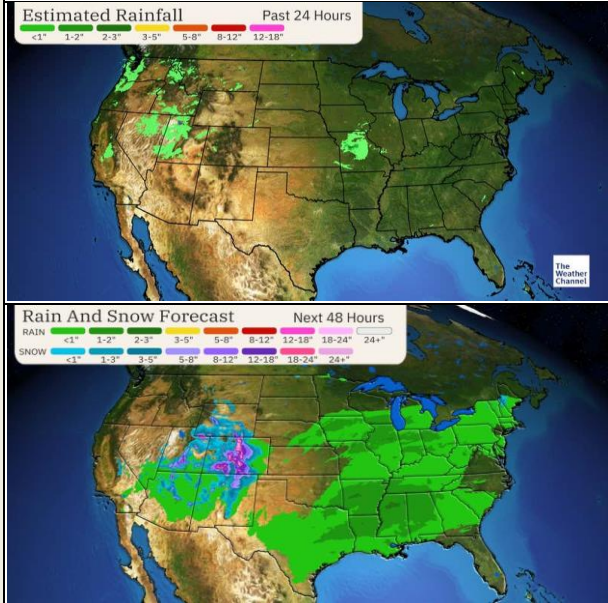 Estimated Rainfall Past 24 Hours
<1" 1-2" 2-3" 3-5" 5-8" 8-12" 12-18"
The
Weather
Channel
Rain And Snow Forecast Next 48 Hours
RAIN
<1" 1-2" 2-3" 3-5" 5-8" 8-12" 12-18" 18-24" 24+"
SNOW
<1" 1-3" 3-5" 5-8" 8-12" 12-18" 18-24" 24+"